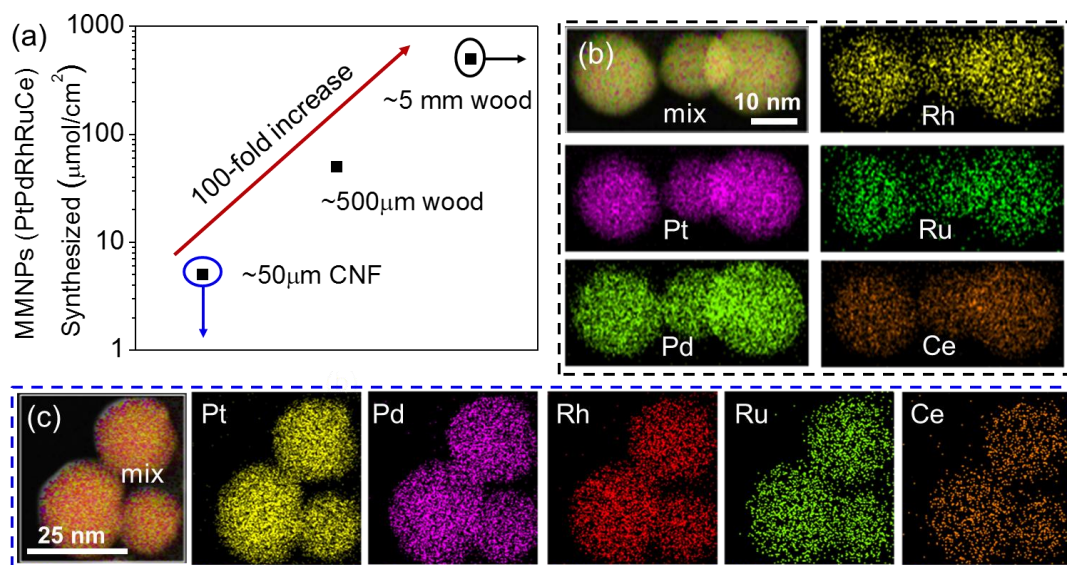 (a)
MMNPs (PtPdRhRuCe)
Synthesized (μmol/cm²)
1000
100
10
1
100-fold increase
~5 mm wood
~500μm wood
~50μm CNF
(b)
mix
10 nm
Rh
Pt
Ru
Pd
Ce
(c)
mix
25 nm
Pt
Pd
Rh
Ru
Ce